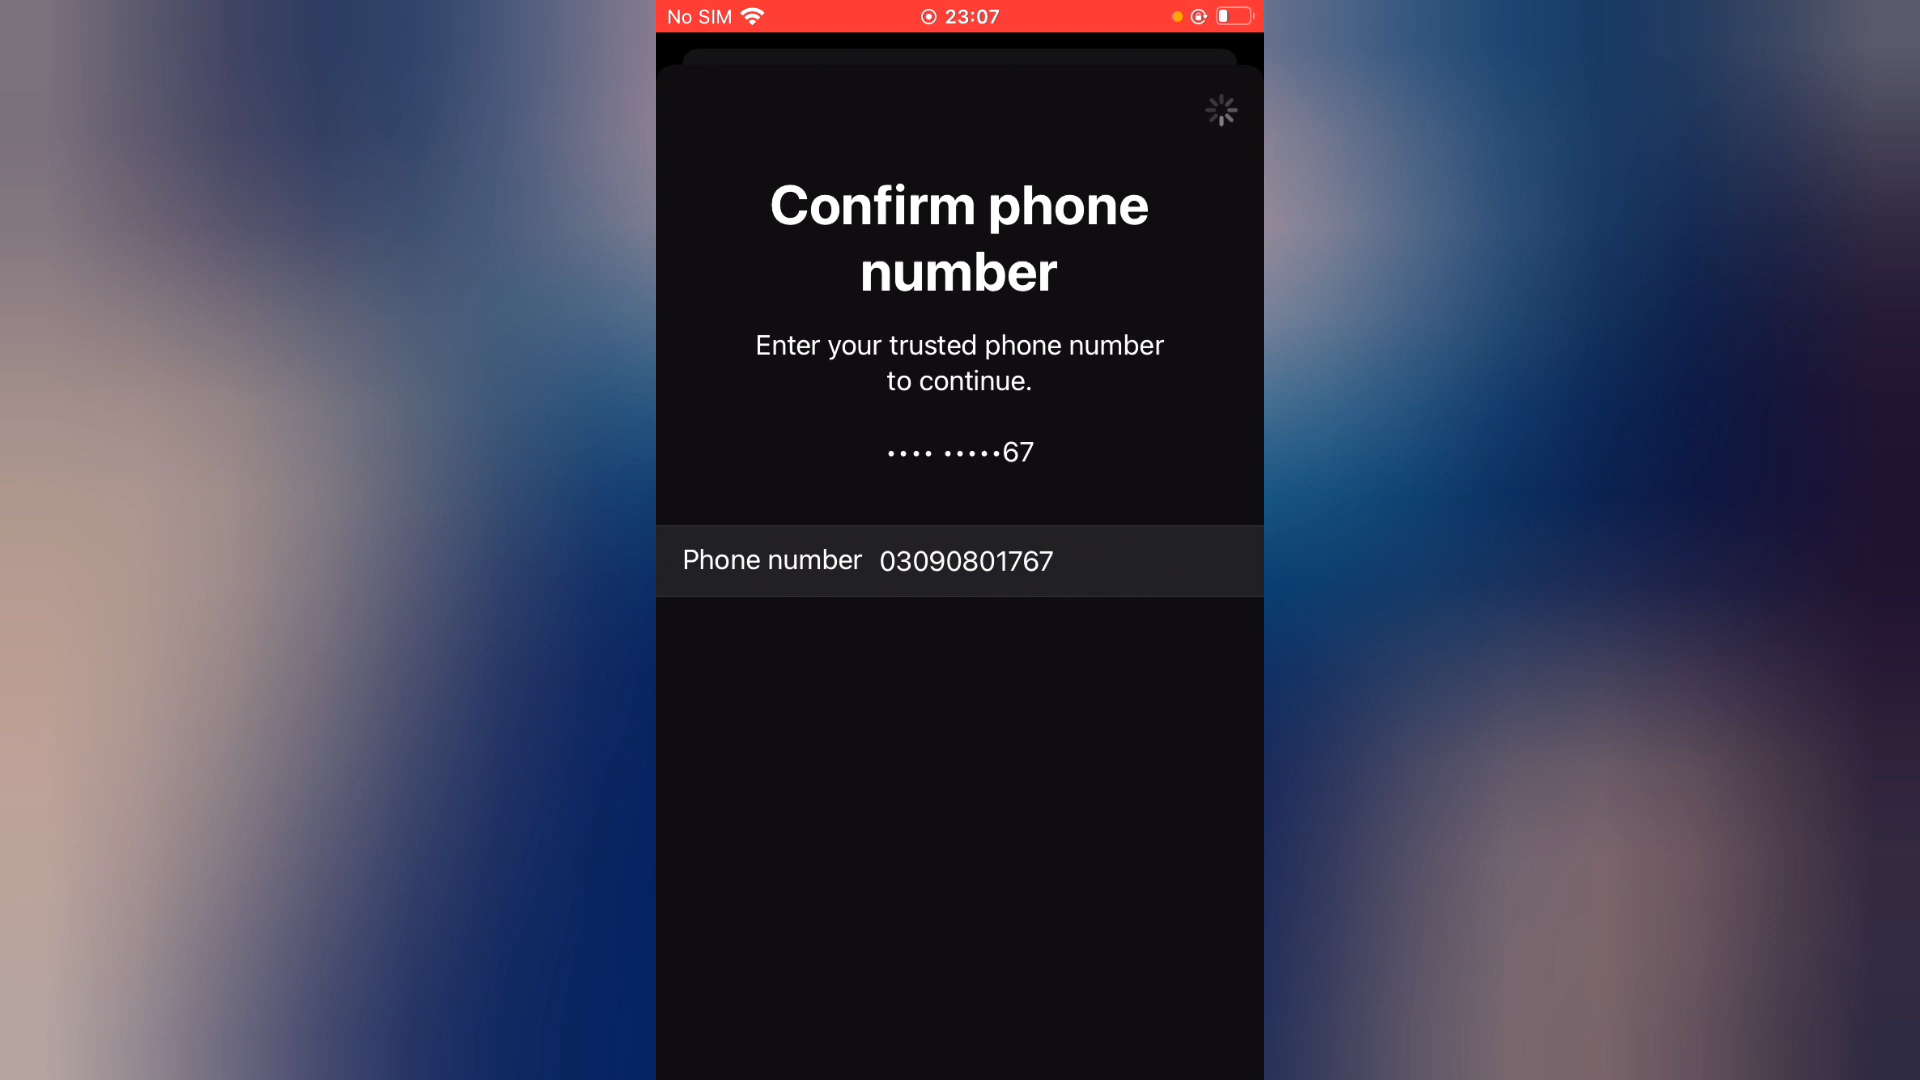 No SIM 23:07
Confirm phone
number
Enter your trusted phone number
to continue.
•••• •••••67
Phone number 03090801767